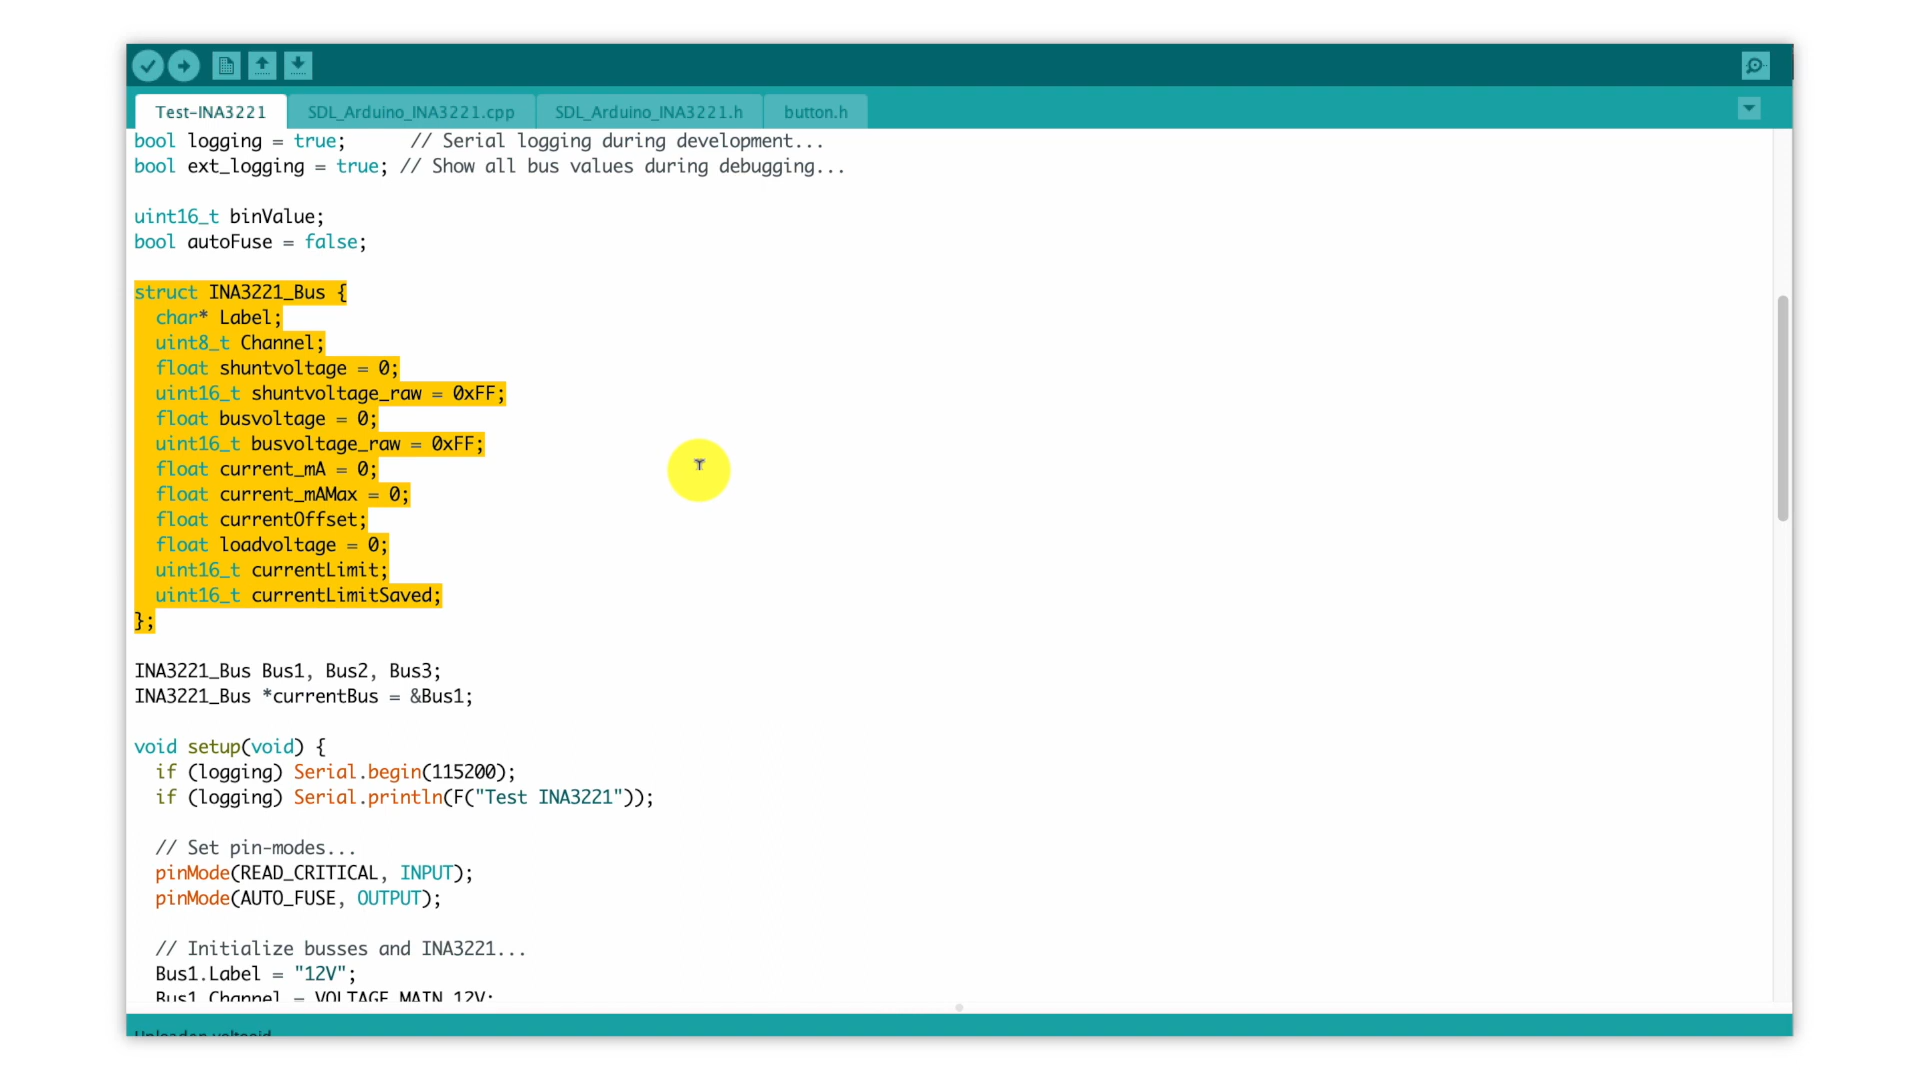 Test-INA3221 SDL_Arduino_INA3221.cpp SDL_Arduino_INA3221.h button.h
bool logging = true; // Serial logging during development...
bool ext_logging = true; // Show all bus values during debugging...
uint16_t binValue;
bool autoFuse = false;
struct INA3221_Bus {
char* Label;
uint8_t Channel;
float shuntvoltage = 0;
uint16_t shuntvoltage_raw = 0xFF;
float busvoltage = 0;
uint16_t busvoltage_raw = 0xFF;
float current_mA = 0;
float current_mAMax = 0;
float currentOffset;
float loadvoltage = 0;
uint16_t currentLimit;
uint16_t currentLimitSaved;
};
INA3221_Bus Bus1, Bus2, Bus3;
INA3221_Bus *currentBus = &Bus1;
void setup(void) {
if (logging) Serial.begin(115200);
if (logging) Serial.println(F("Test INA3221"));
// Set pin-modes...
pinMode(READ_CRITICAL, INPUT);
pinMode(AUTO_FUSE, OUTPUT);
// Initialize busses and INA3221...
Bus1.Label = "12V";
Bus1.Channel = VOLTAGE_MAIN_12V;
Uploaden voltooid